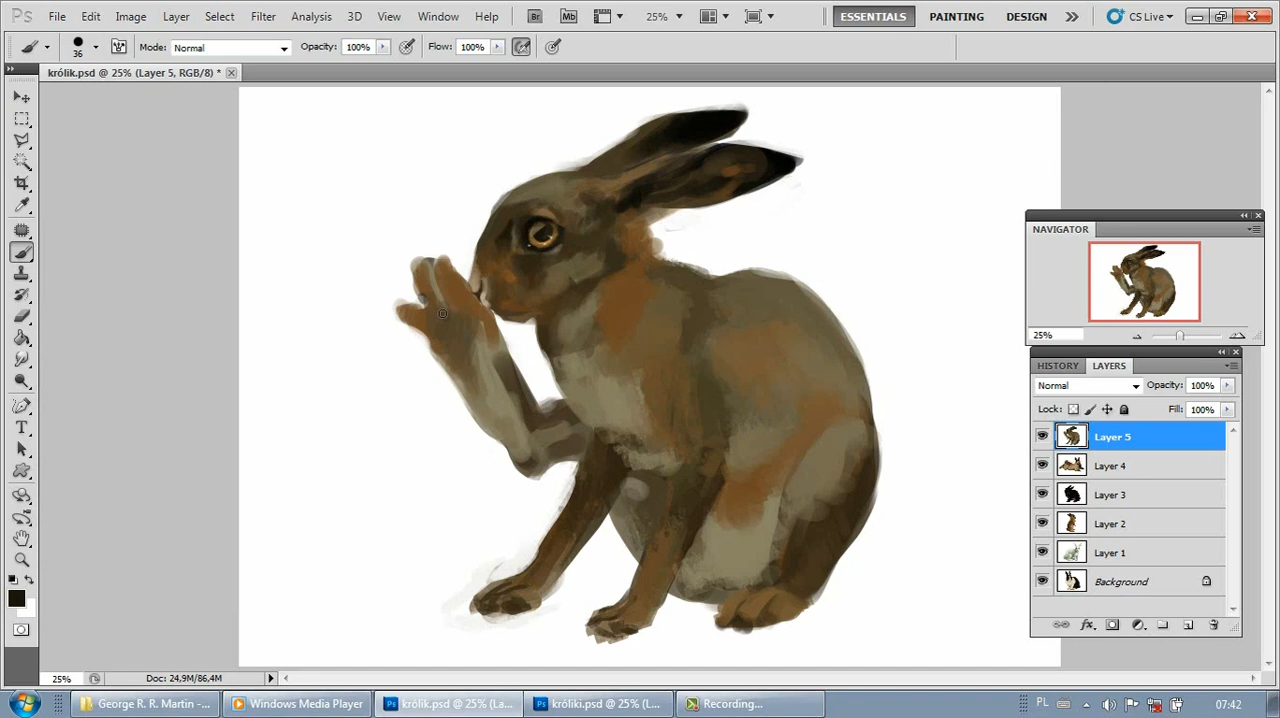 Ps File Edit Image Layer Select Filter Analysis 3D View Window Help Br Mb 25% ESSENTIALS PAINTING DESIGN CS Live
36 Mode: Normal Opacity: 100% Flow: 100%
królik.psd @ 25% (Layer 5, RGB/8) *
NAVIGATOR
25%
HISTORY LAYERS
Normal Opacity: 100%
Lock: Fill: 100%
Layer 5
Layer 4
Layer 3
Layer 2
Layer 1
Background
fx
25% Doc: 24,9M/86,4M
George R. R. Martin -... Windows Media Player Ps królik.psd @ 25% (La... Ps króliki @ 25% (L... Recording... PL 07:42